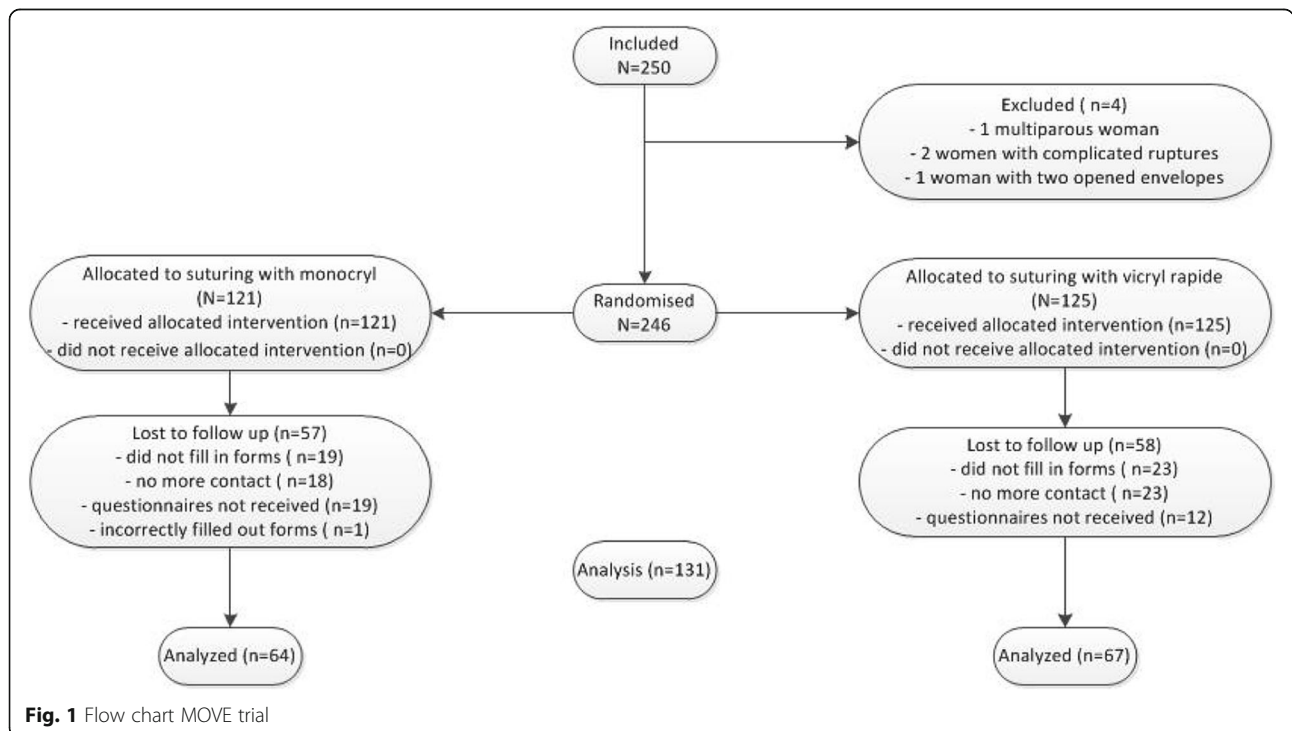 Included
N=250
Excluded ( n=4)
- 1 multiparous woman
- 2 women with complicated ruptures
- 1 woman with two opened envelopes
Randomised
N=246
Allocated to suturing with monocryl
(N=121)
- received allocated intervention (n=121)
- did not receive allocated intervention (n=0)
Allocated to suturing with vicryl rapide
(N=125)
- received allocated intervention (n=125)
- did not receive allocated intervention (n=0)
Lost to follow up (n=57)
- did not fill in forms ( n=19)
- no more contact ( n=18)
- questionnaires not received (n=19)
- incorrectly filled out forms ( n=1)
Lost to follow up (n=58)
- did not fill in forms ( n=23)
- no more contact ( n=23)
- questionnaires not received (n=12)
Analysis (n=131)
Analyzed (n=64)
Analyzed (n=67)
Fig. 1 Flow chart MOVE trial